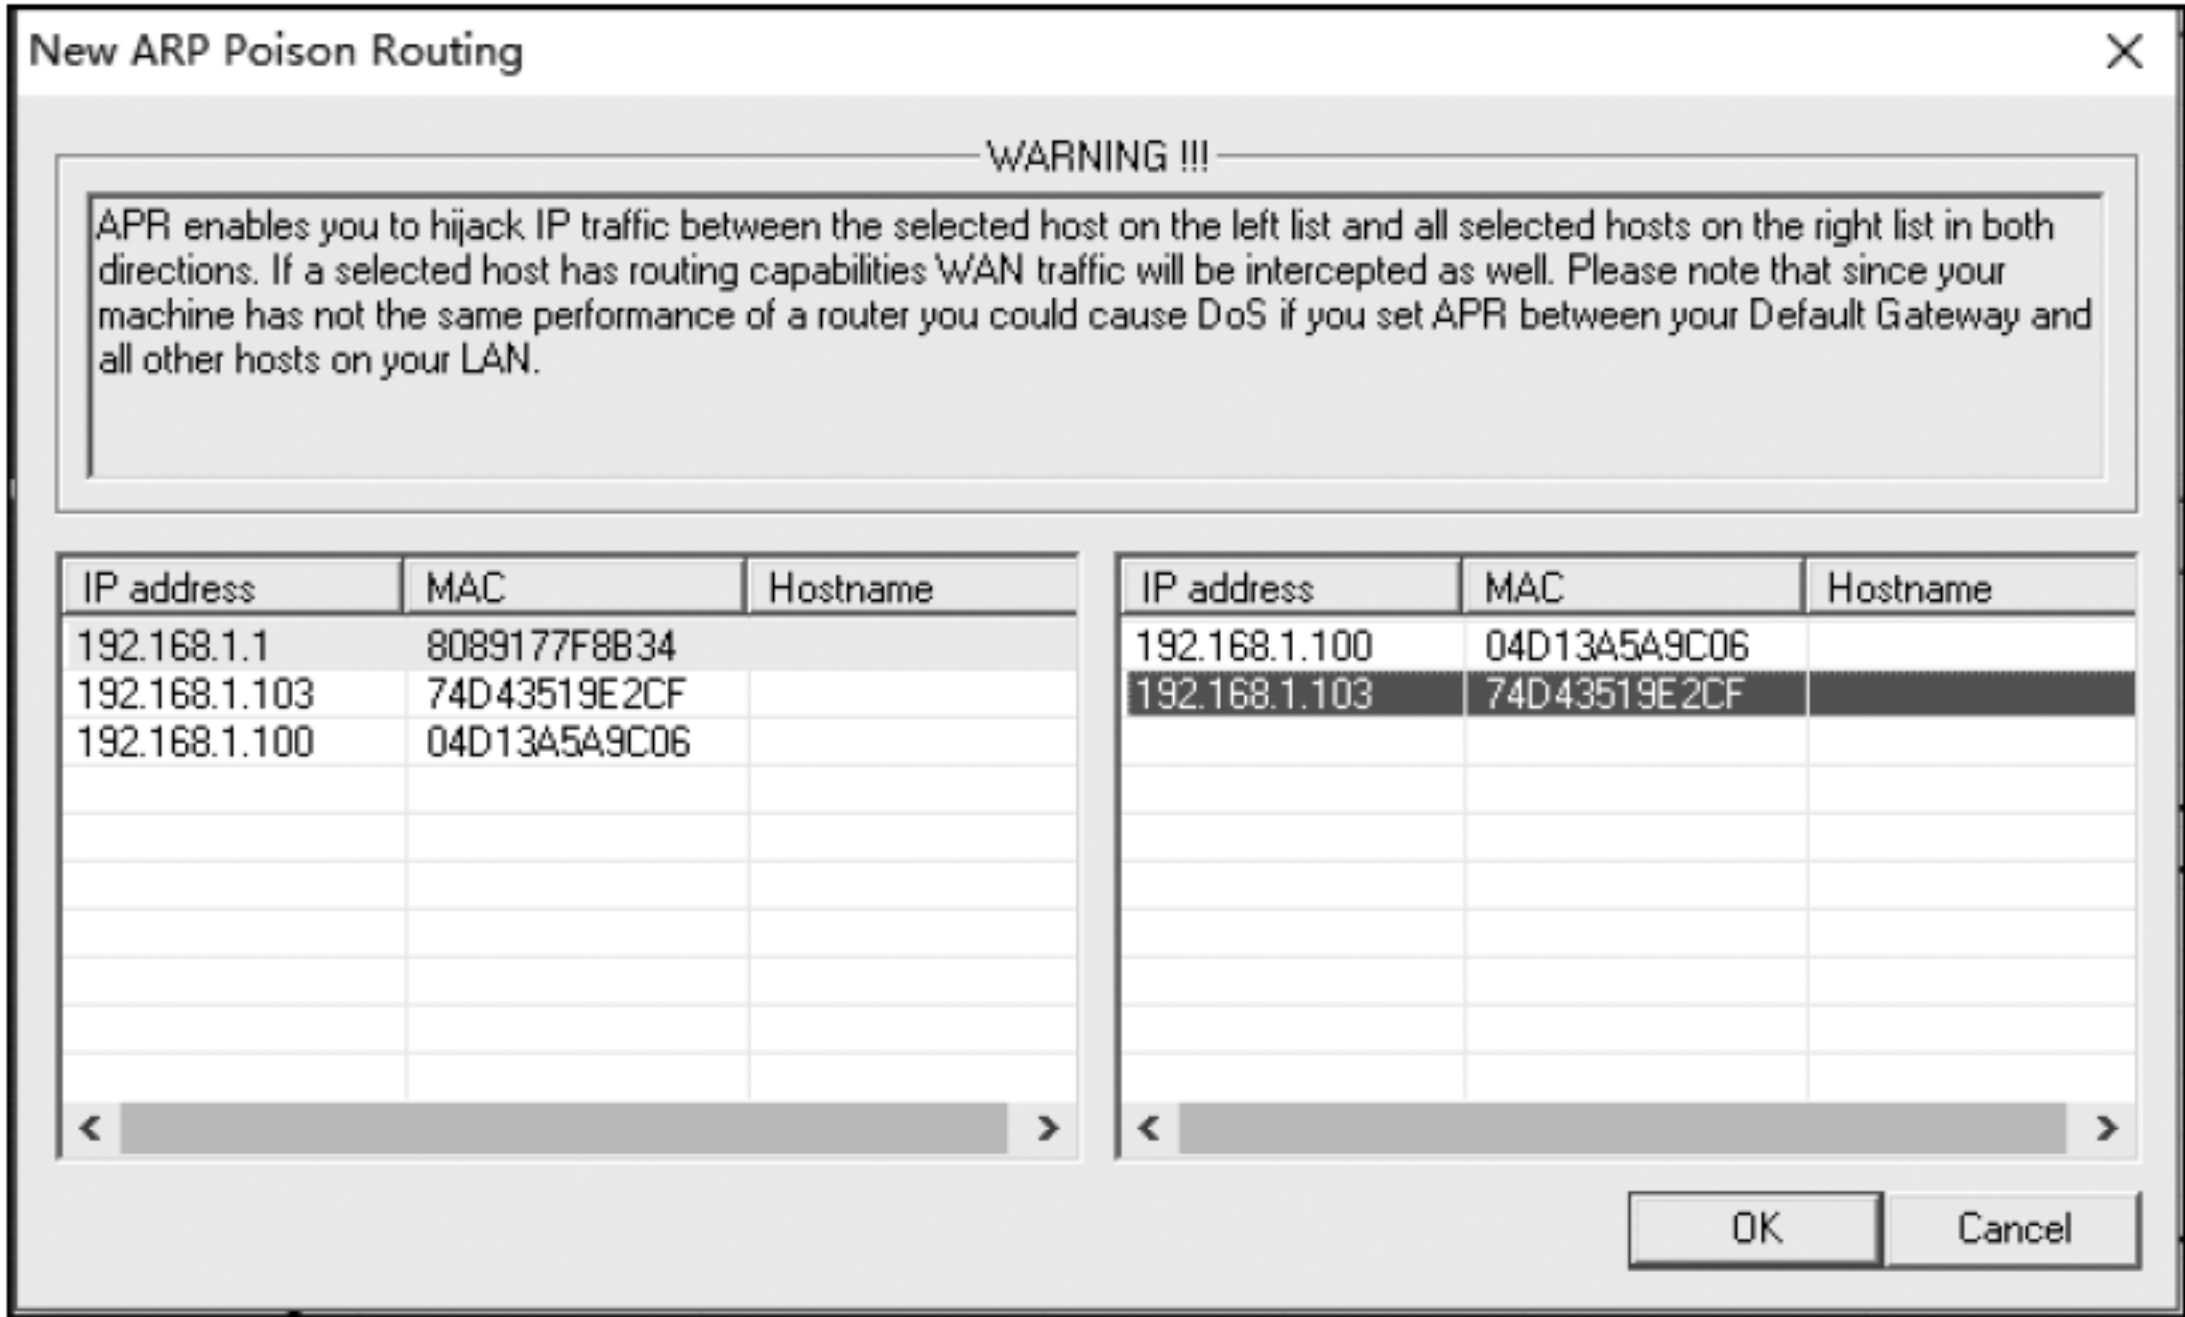 New ARP Poison Routing
WARNING !!!
APR enables you to hijack IP traffic between the selected host on the left list and all selected hosts on the right list in both
directions. If a selected host has routing capabilities WAN traffic will be intercepted as well. Please note that since your
machine has not the same performance of a router you could cause DoS if you set APR between your Default Gateway and
all other hosts on your LAN.
IP address MAC Hostname
192.168.1.1 8089177F8B34
192.168.1.103 74D43519E2CF
192.168.1.100 04D13A5A9C06
IP address MAC Hostname
192.168.1.100 04D13A5A9C06
192.168.1.103 74D43519E2CF
OK Cancel